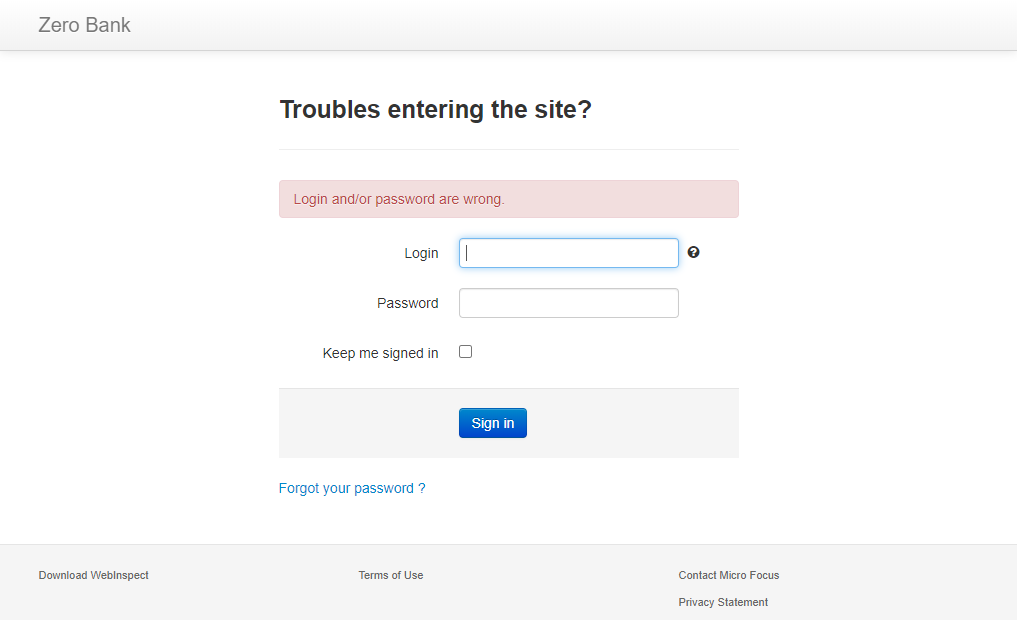 Zero Bank
Troubles entering the site?
Login and/or password are wrong.
Login
Password
Keep me signed in
Sign in
Forgot your password ?
Download WebInspect
Terms of Use
Contact Micro Focus
Privacy Statement